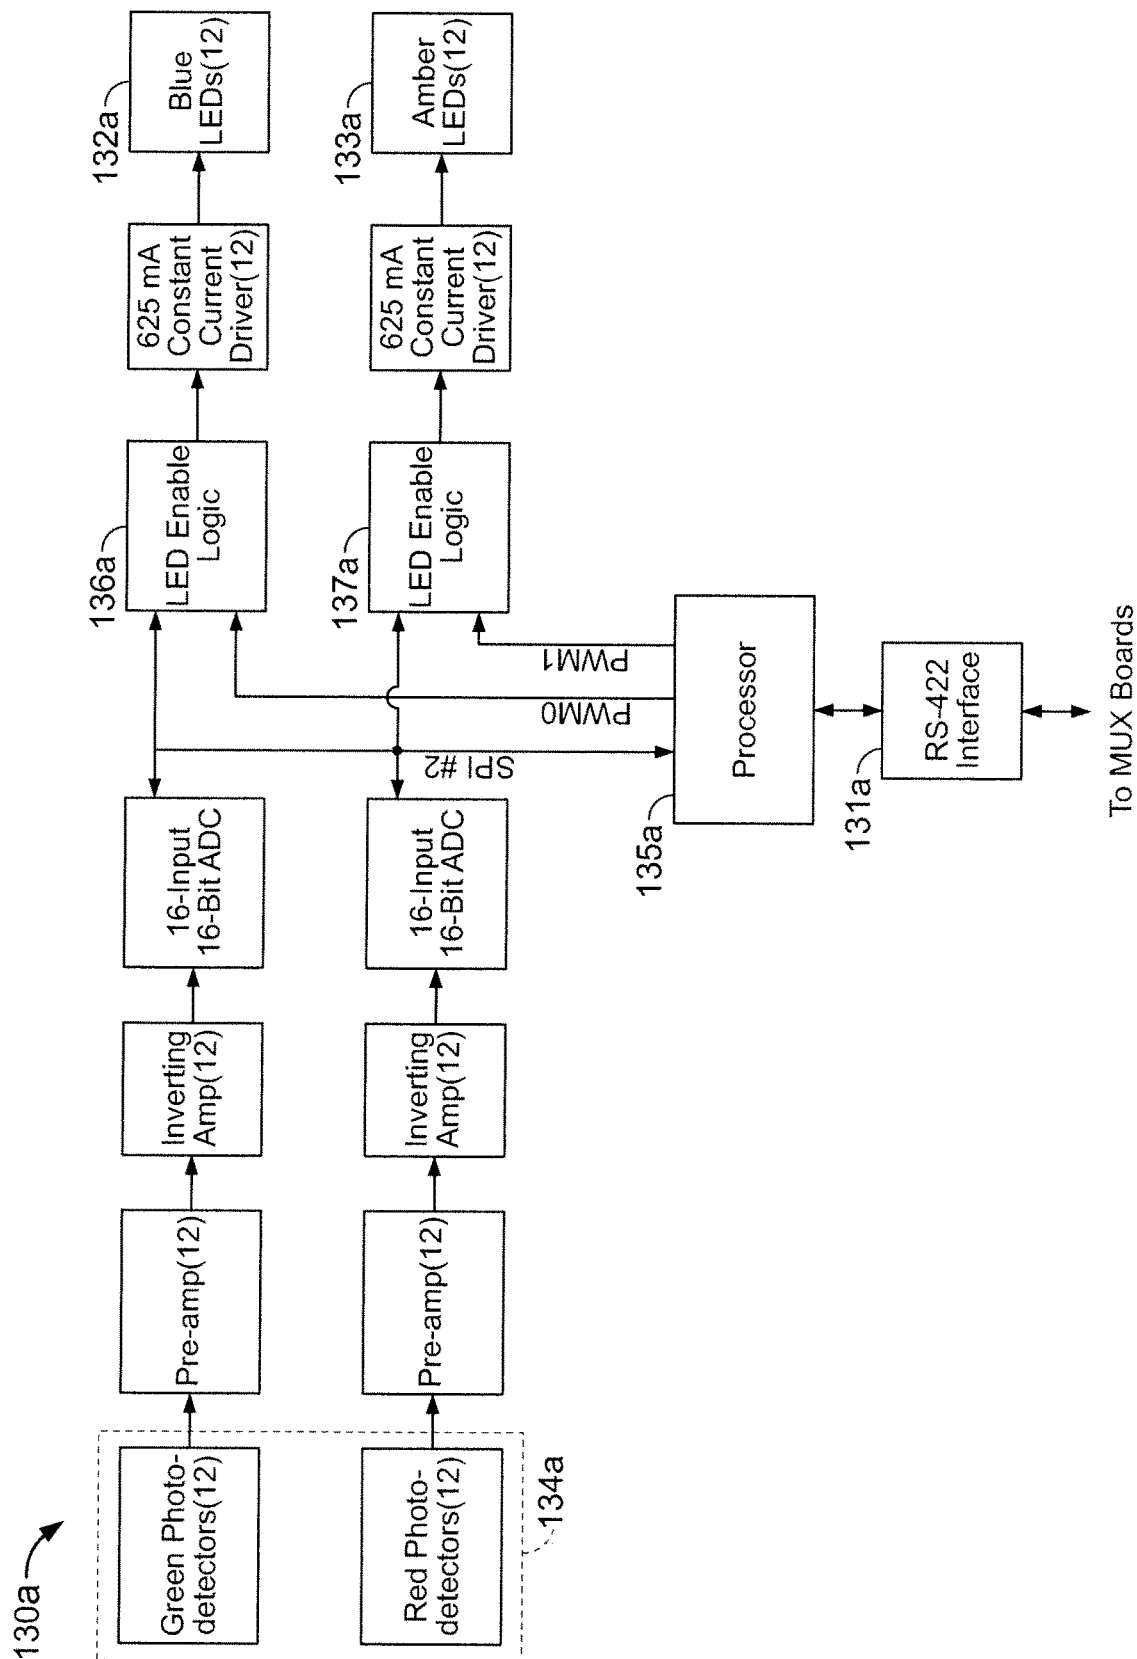 130a
Green Photo-
detectors(12)
Pre-amp(12)
Inverting
Amp(12)
16-Input
16-Bit ADC
136a
LED Enable
Logic
625 mA
Constant
Current
Driver(12)
132a
Blue
LEDs(12)
Red Photo-
detectors(12)
134a
Pre-amp(12)
Inverting
Amp(12)
16-Input
16-Bit ADC
137a
LED Enable
Logic
625 mA
Constant
Current
Driver(12)
133a
Amber
LEDs(12)
SPI #2
PWM0
PWM1
135a
Processor
131a
RS-422
Interface
To MUX Boards